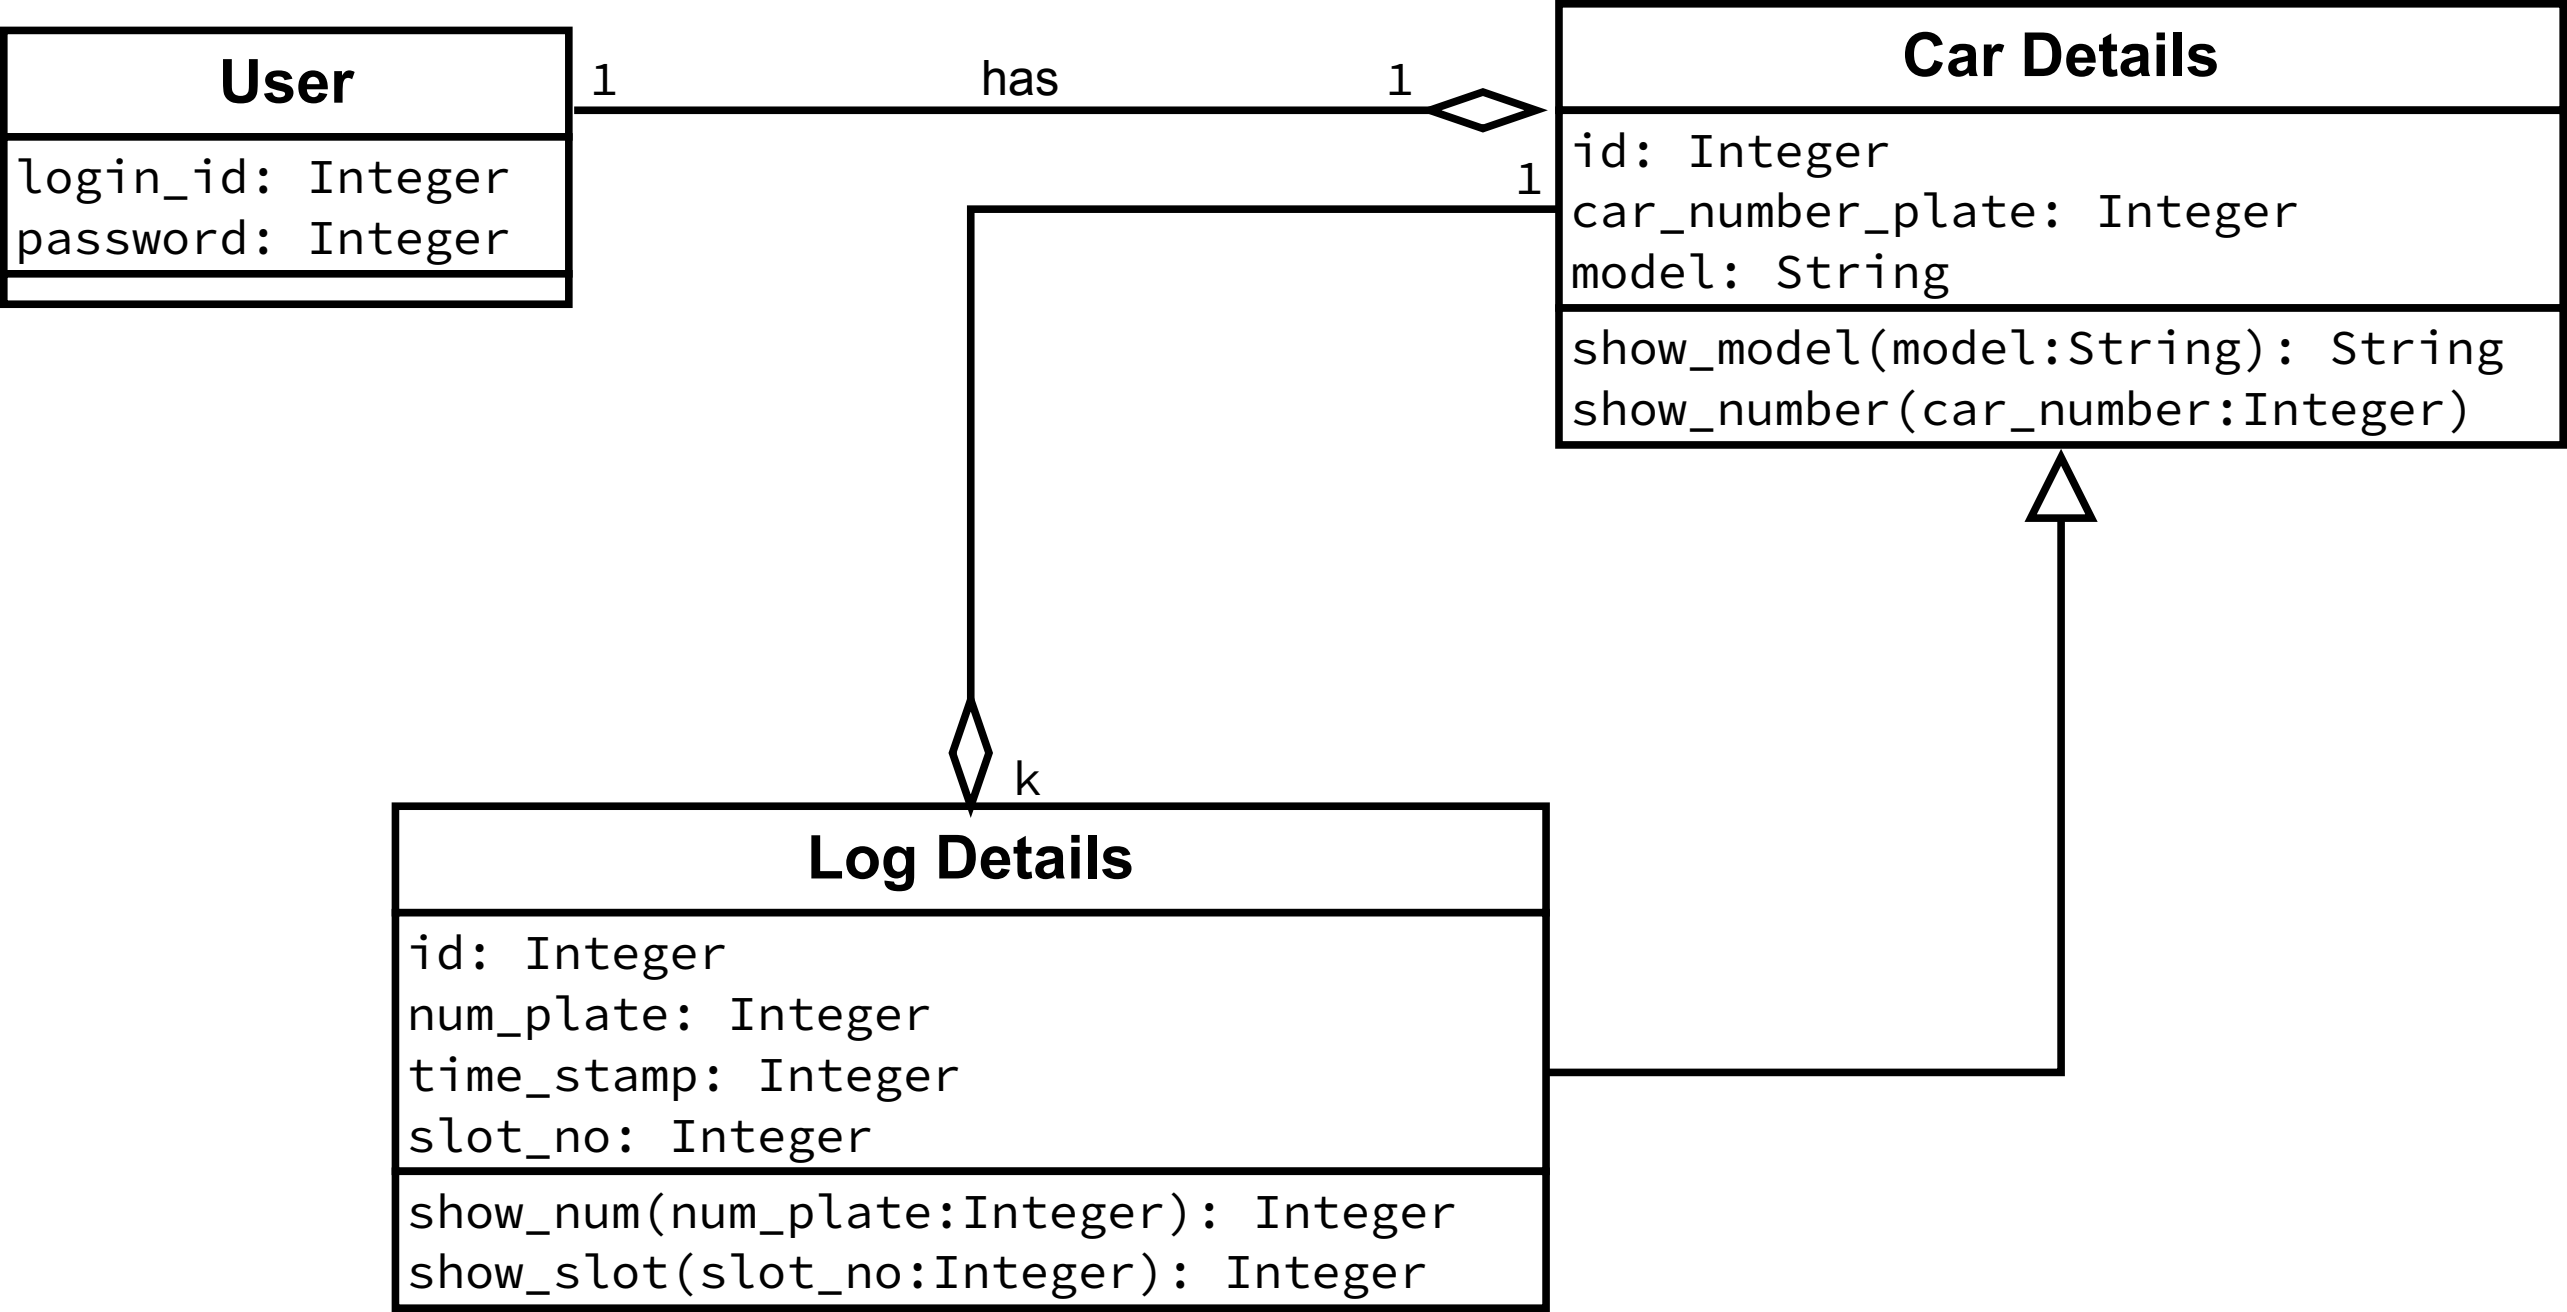 User
login_id: Integer
password: Integer
1
has
1
Car Details
id: Integer
car_number_plate: Integer
model: String
show_model(model:String): String
show_number(car_number:Integer)
1
k
Log Details
id: Integer
num_plate: Integer
time_stamp: Integer
slot_no: Integer
show_num(num_plate:Integer): Integer
show_slot(slot_no:Integer): Integer